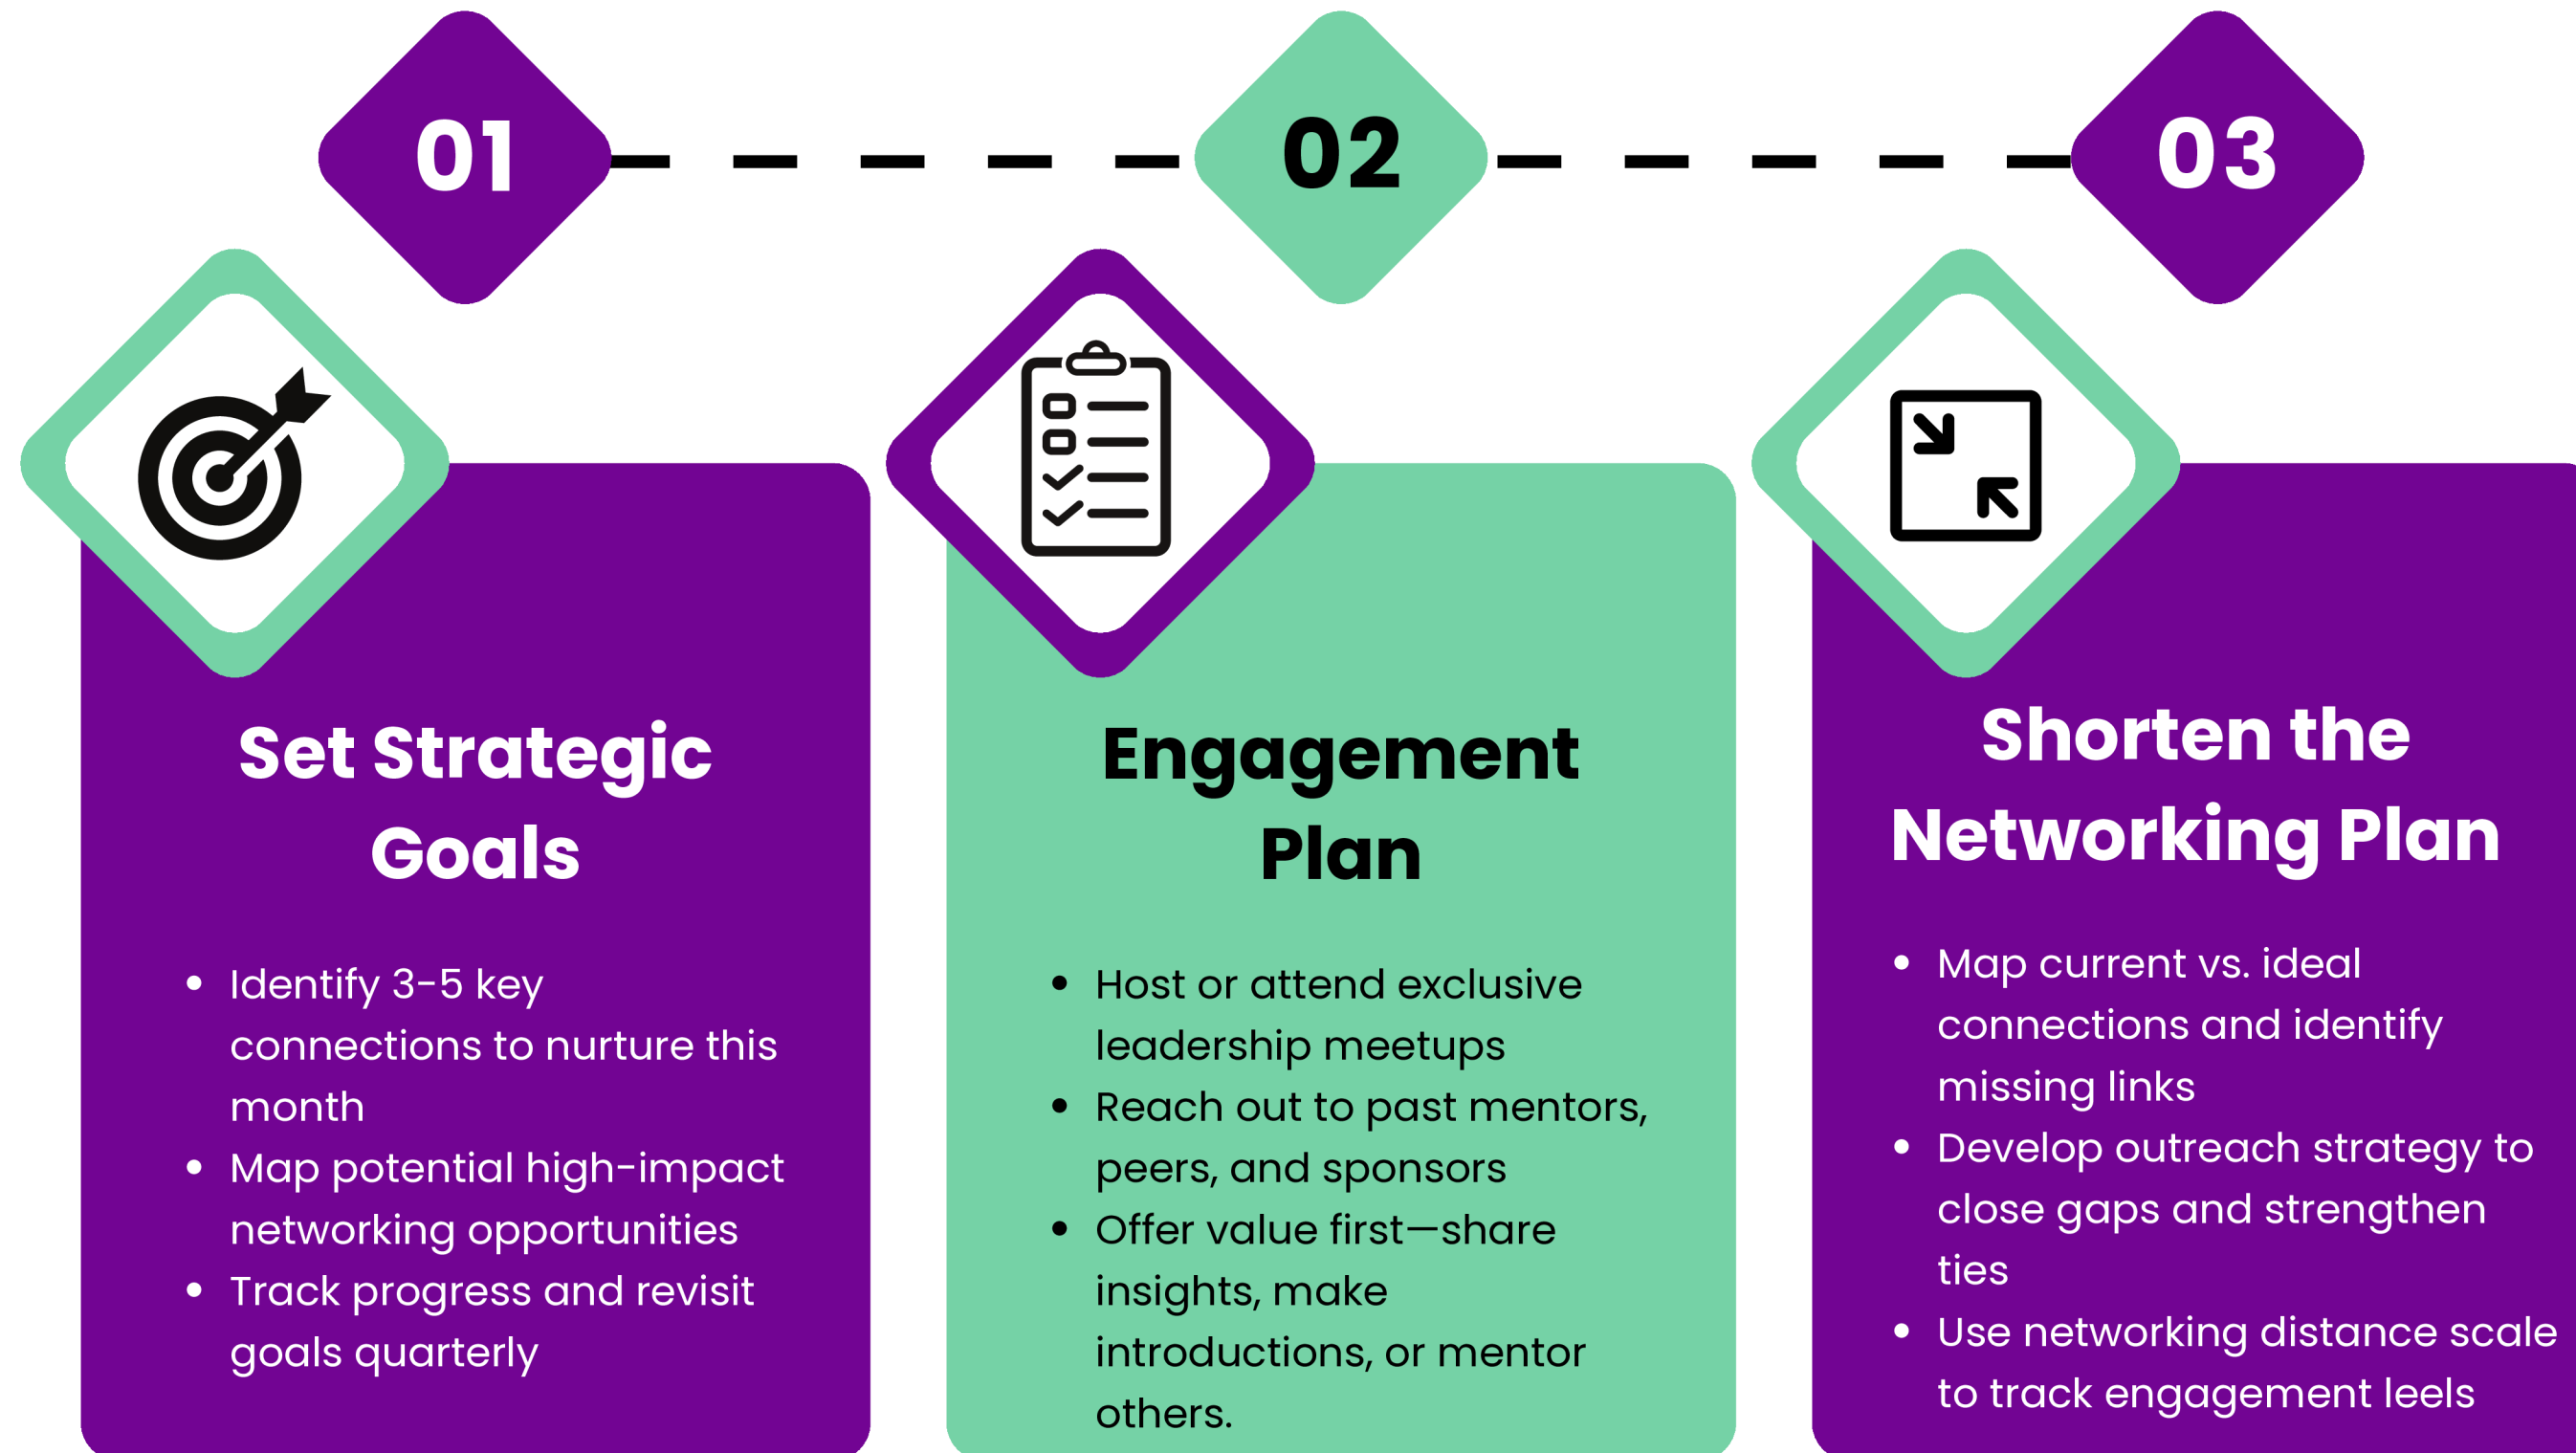 01
02
03
Set Strategic
Goals
• Identify 3-5 key
connections to nurture this
month
• Map potential high-impact
networking opportunities
• Track progress and revisit
goals quarterly
Engagement
Plan
• Host or attend exclusive
leadership meetups
• Reach out to past mentors,
peers, and sponsors
• Offer value first—share
insights, make
introductions, or mentor
others.
Shorten the
Networking Plan
• Map current vs. ideal
connections and identify
missing links
• Develop outreach strategy to
close gaps and strengthen
ties
• Use networking distance scale
to track engagement leels